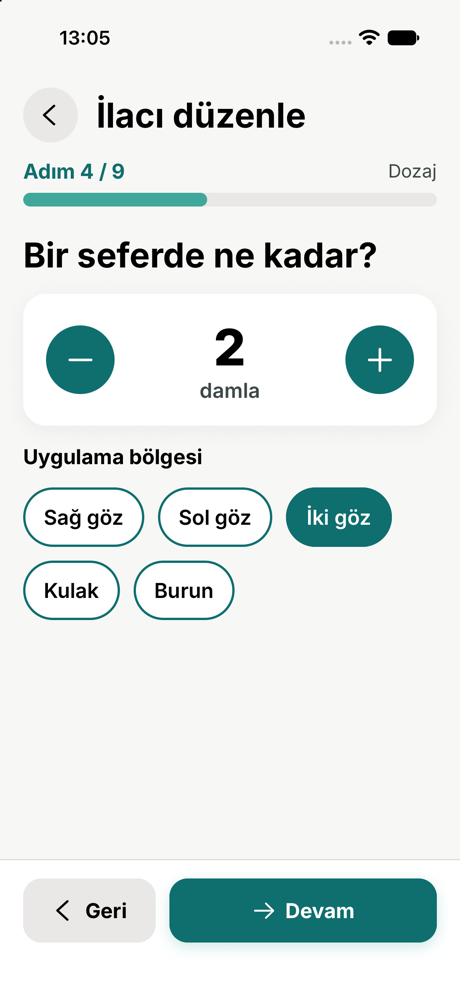 13:05
İlacı düzenle
Adım 4 / 9 Dozaj
Bir seferde ne kadar?
2
damla
Uygulama bölgesi
Sağ göz Sol göz İki göz
Kulak Burun
Geri Devam